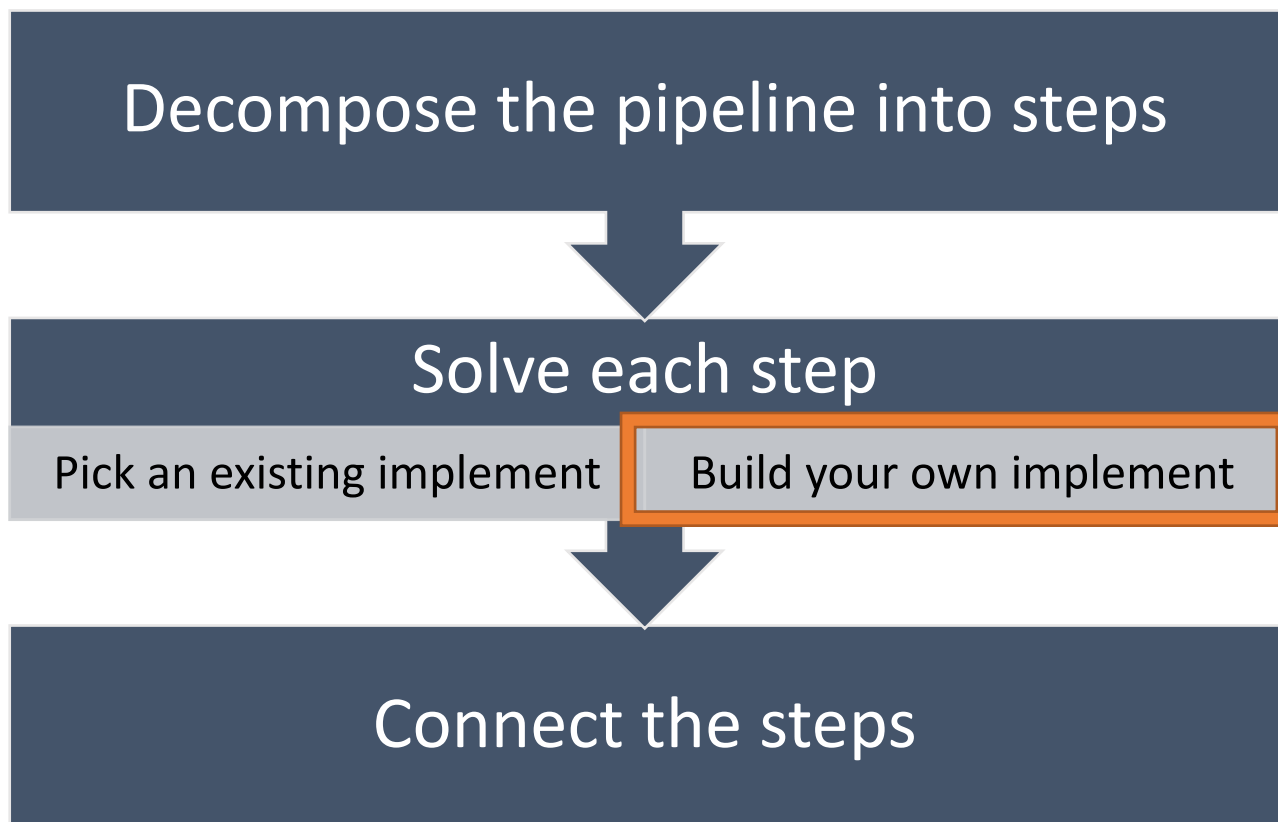 Decompose the pipeline into steps
Solve each step
Pick an existing implement
Build your own implement
Connect the steps